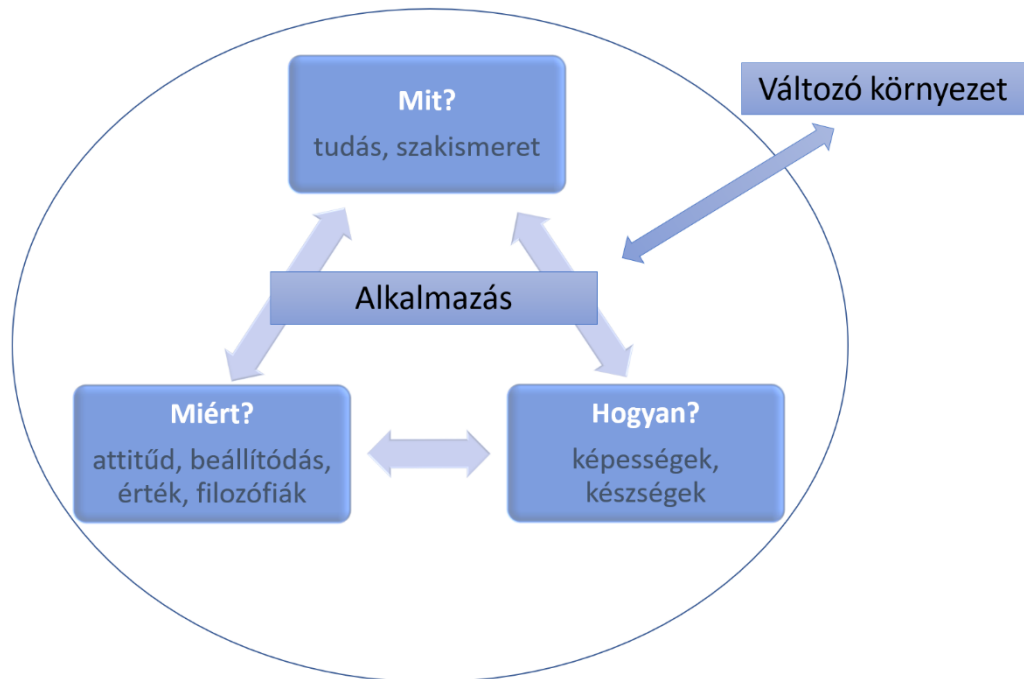 Mit?
tudás, szakismeret
Változó környezet
Alkalmazás
Miért?
attitűd, beállítódás,
érték, filozófiák
Hogyan?
képességek,
készségek